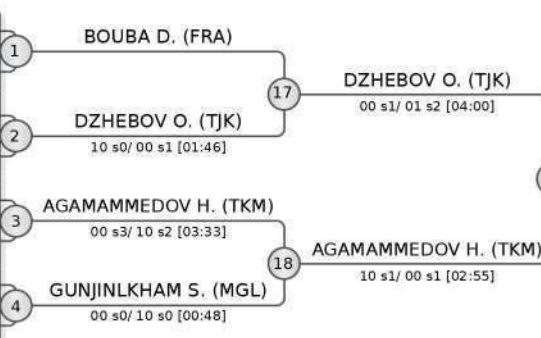 1
BOUBA D. (FRA)
17
DZHEBOV O. (TJK)
00 s1/ 01 s2 [04:00]
2
DZHEBOV O. (TJK)
10 s0/ 00 s1 [01:46]
3
AGAMAMMEDOV H. (TKM)
00 s3/ 10 s2 [03:33]
18
AGAMAMMEDOV H. (TKM)
10 s1/ 00 s1 [02:55]
4
GUNJINLKHAM S. (MGL)
00 s0/ 10 s0 [00:48]